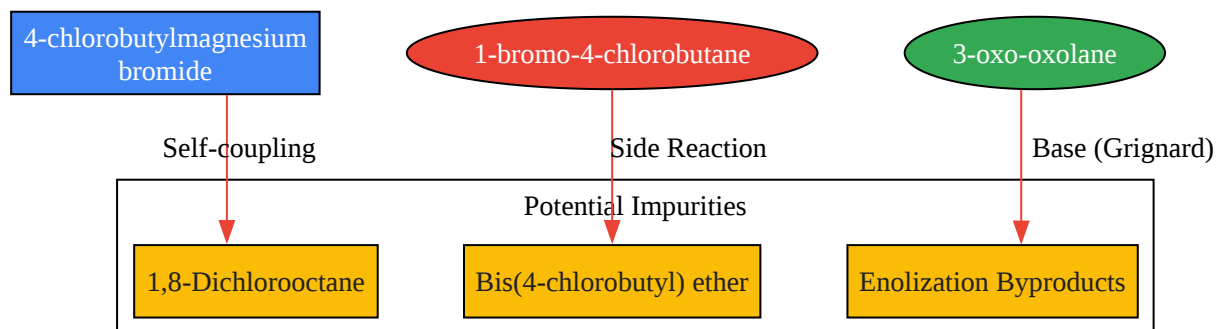 4-chlorobutylmagnesium
bromide
1-bromo-4-chlorobutane
3-oxo-oxolane
Self-coupling
Side Reaction
Base (Grignard)
Potential Impurities
1,8-Dichlorooctane
Bis(4-chlorobutyl) ether
Enolization Byproducts